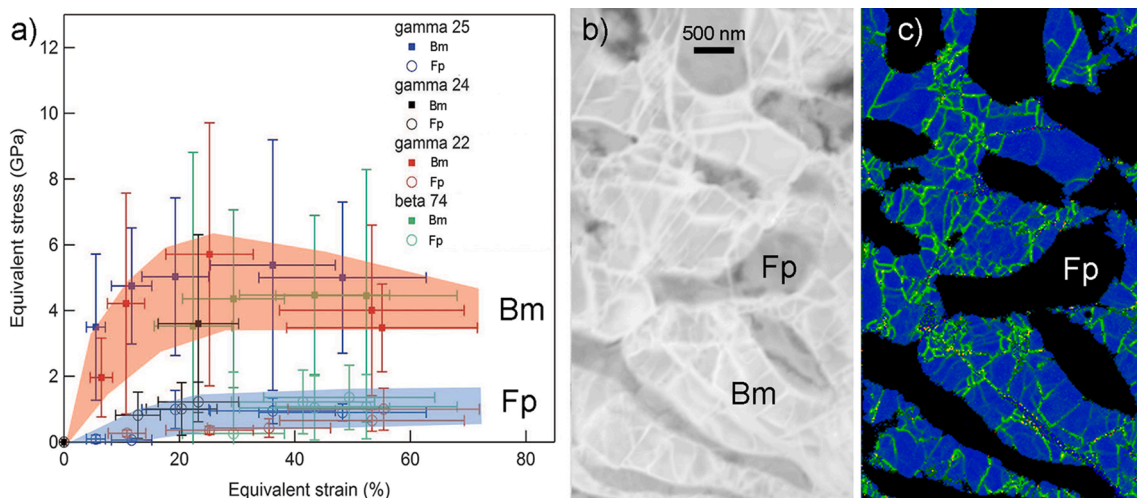 a)
gamma 25
Bm
Fp
gamma 24
Bm
Fp
gamma 22
Bm
Fp
beta 74
Bm
Fp
12
10
8
6
4
2
0
Equivalent stress (GPa)
Bm
Fp
0
20
40
60
80
Equivalent strain (%)
b)
500 nm
Fp
Bm
c)
Fp